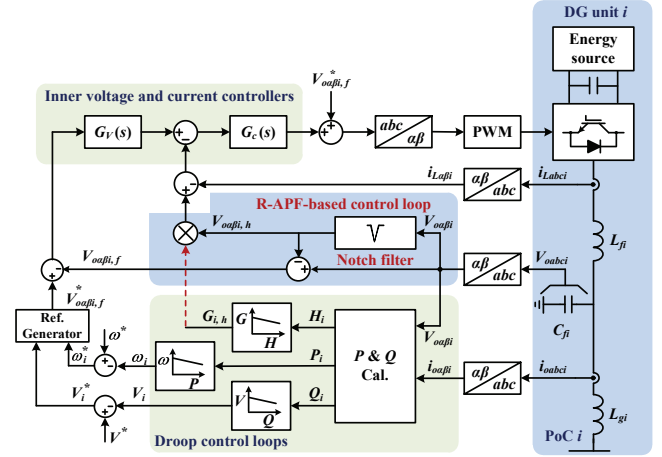 DG unit i
Energy
source
V*oαβi, f
Inner voltage and current controllers
GV(s)
Gc(s)
abc
αβ
PWM
iLαβi
αβ
abc
iLabci
R-APF-based control loop
Voαβi, h
Voαβi
Lfi
Notch filter
Voαβi, f
αβ
abc
Voabci
V*oαβi, f
Cfi
Ref.
Generator
ω*
Gi, h
G
H
Hi
Voαβi
P & Q
Cal.
ω*i
ωi
ω
P
Pi
ioαβi
αβ
abc
ioabci
V*i
Vi
V
Q
Qi
V*
Lgi
Droop control loops
PoC i